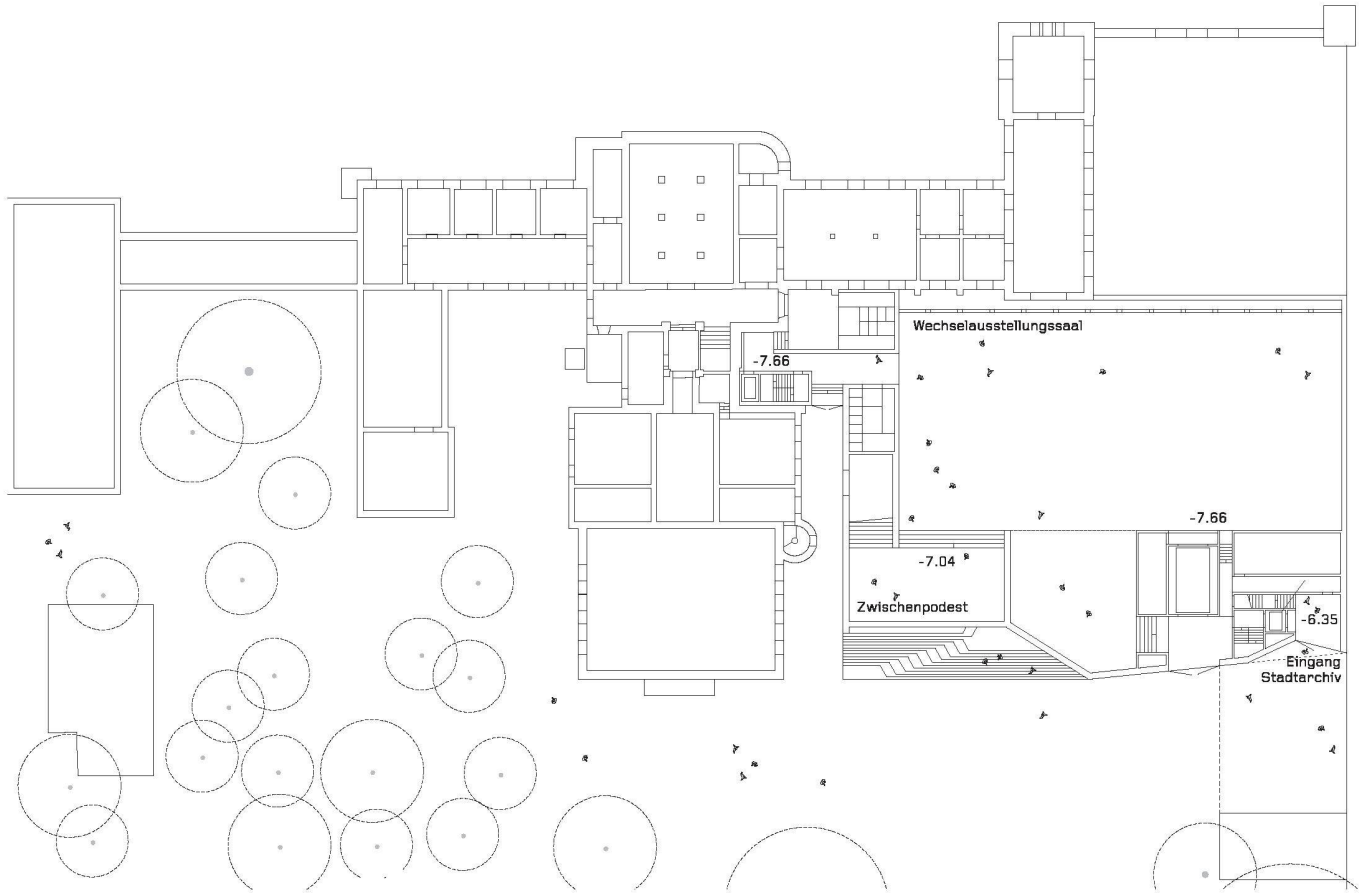 Wechselausstellungssaal
-7.66
-7.66
-7.04
Zwischenpodest
-6.35
Eingang
Stadtarchiv